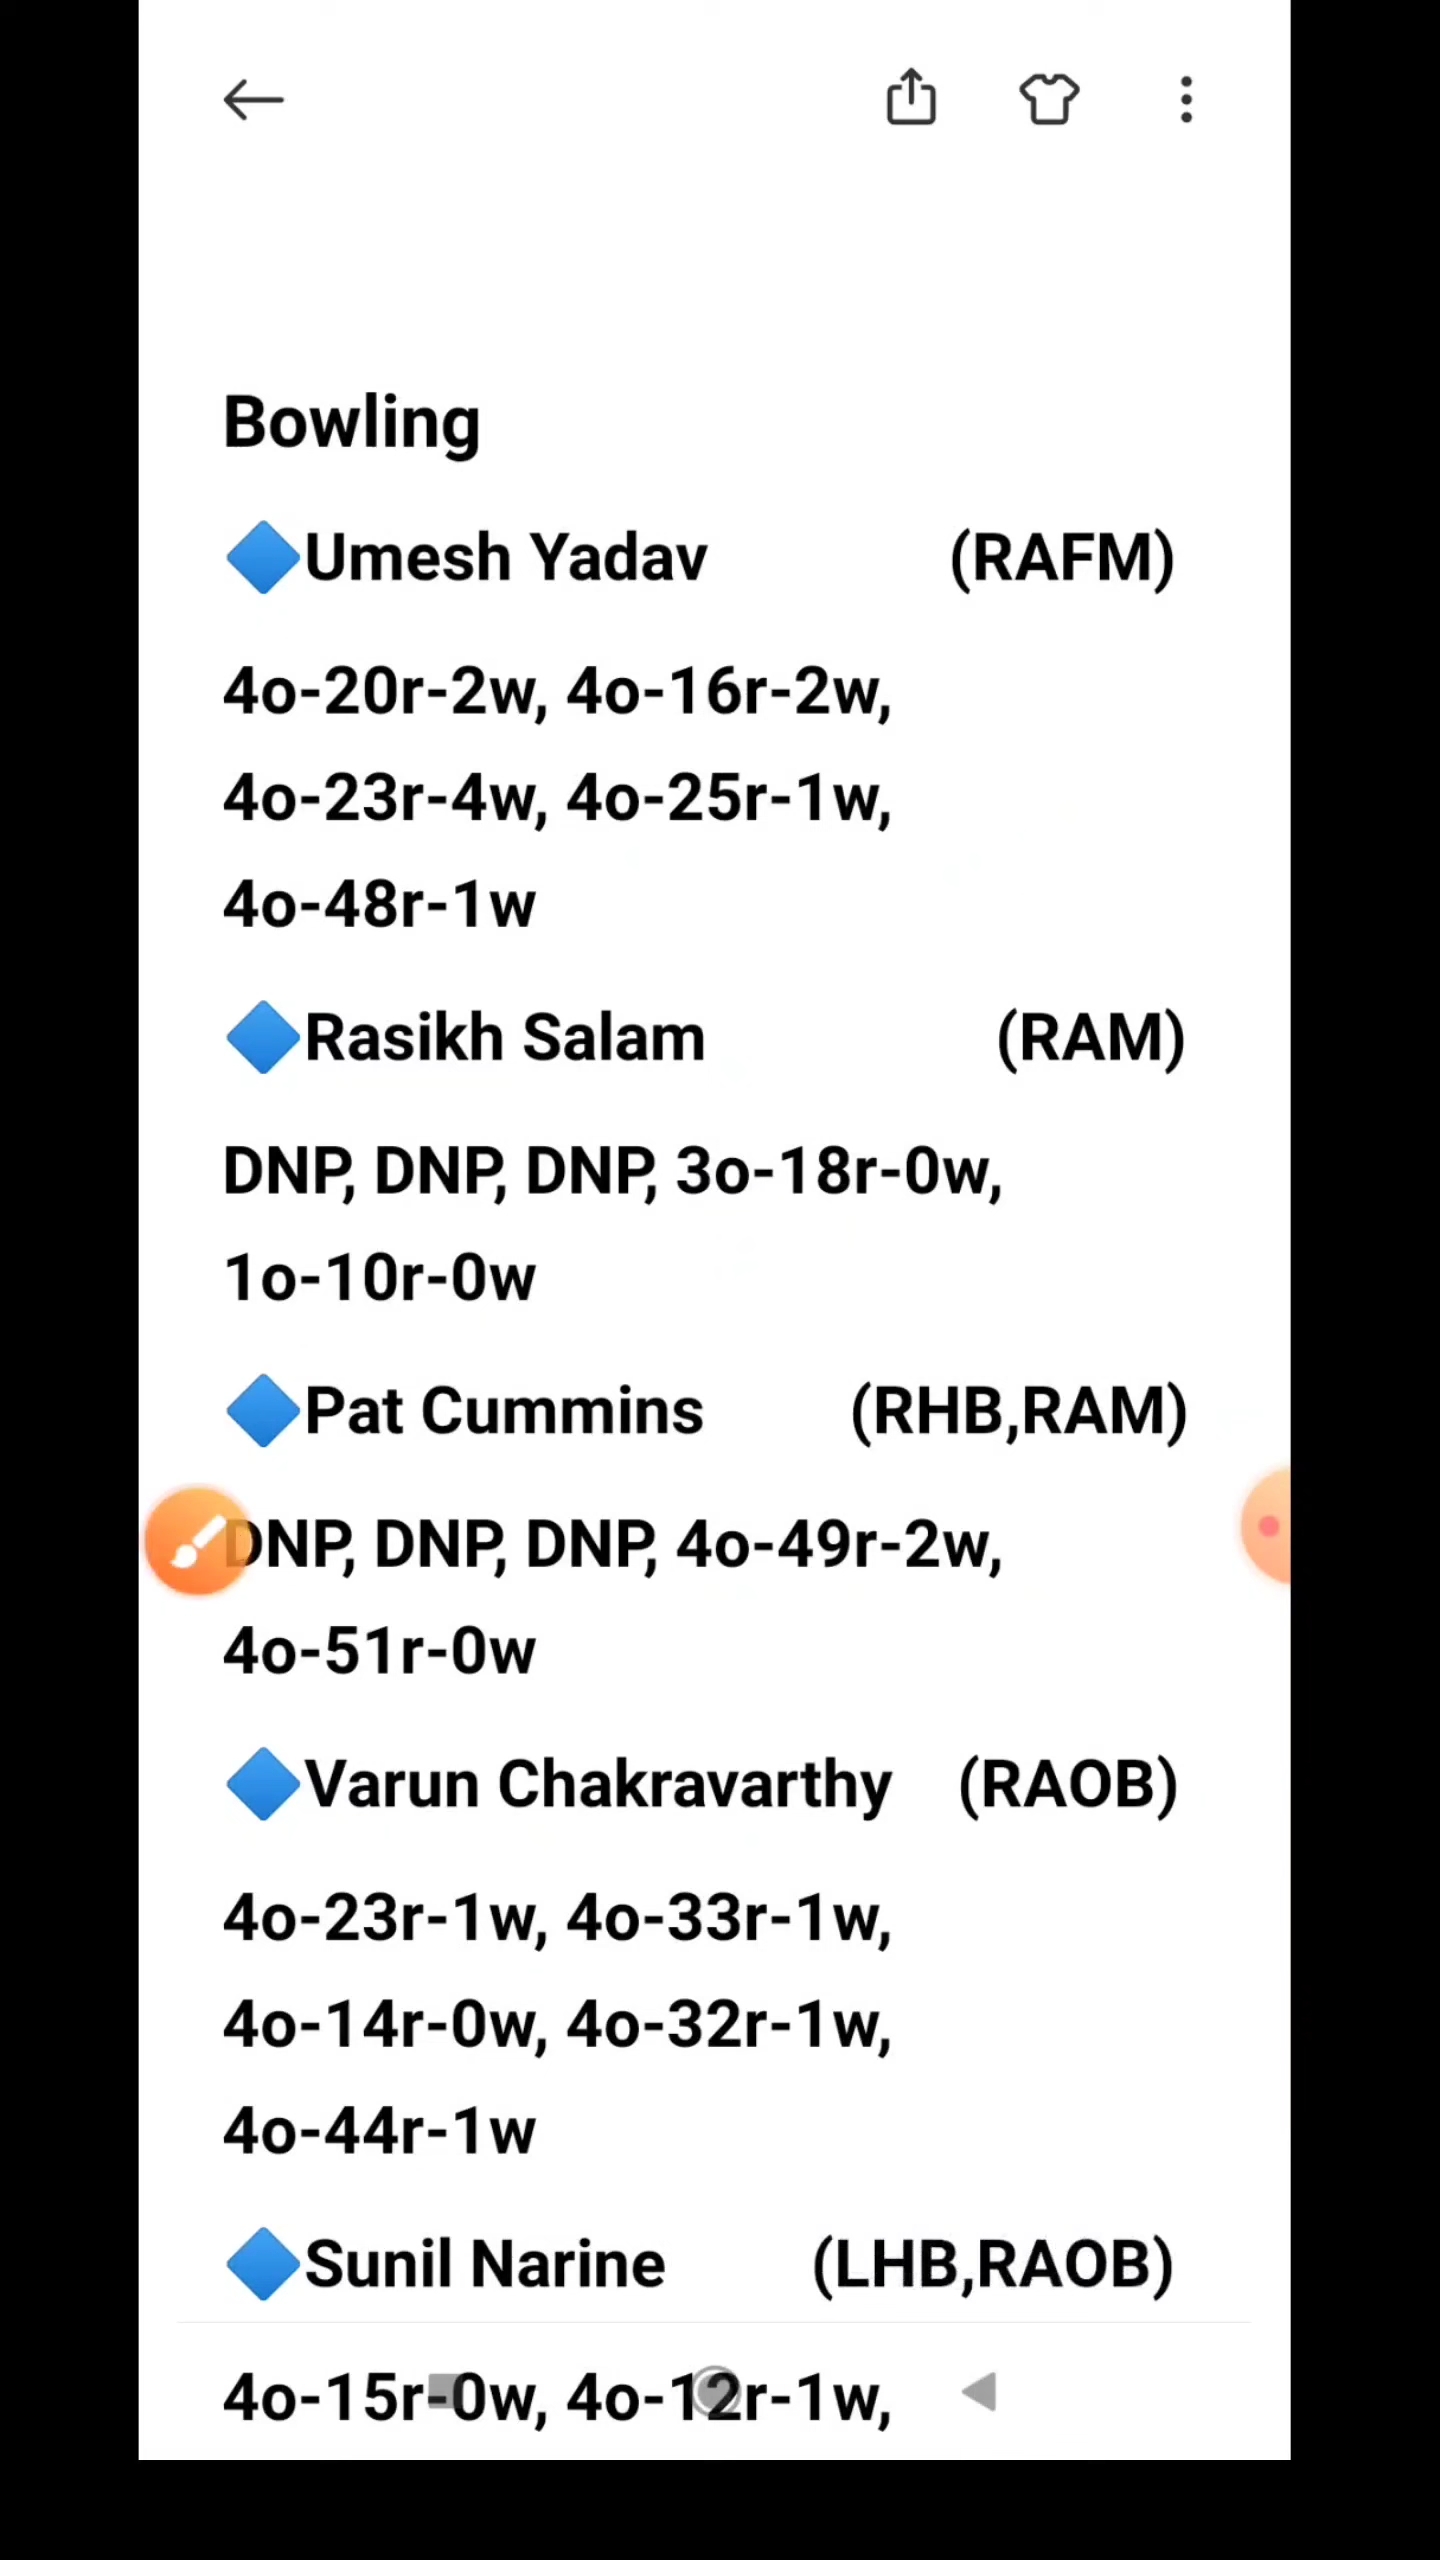 Bowling
🔷Umesh Yadav (RAFM)
4o-20r-2w, 4o-16r-2w,
4o-23r-4w, 4o-25r-1w,
4o-48r-1w
🔷Rasikh Salam (RAM)
DNP, DNP, DNP, 3o-18r-0w,
1o-10r-0w
🔷Pat Cummins (RHB,RAM)
DNP, DNP, DNP, 4o-49r-2w,
4o-51r-0w
🔷Varun Chakravarthy (RAOB)
4o-23r-1w, 4o-33r-1w,
4o-14r-0w, 4o-32r-1w,
4o-44r-1w
🔷Sunil Narine (LHB,RAOB)
4o-15r-0w, 4o-12r-1w,